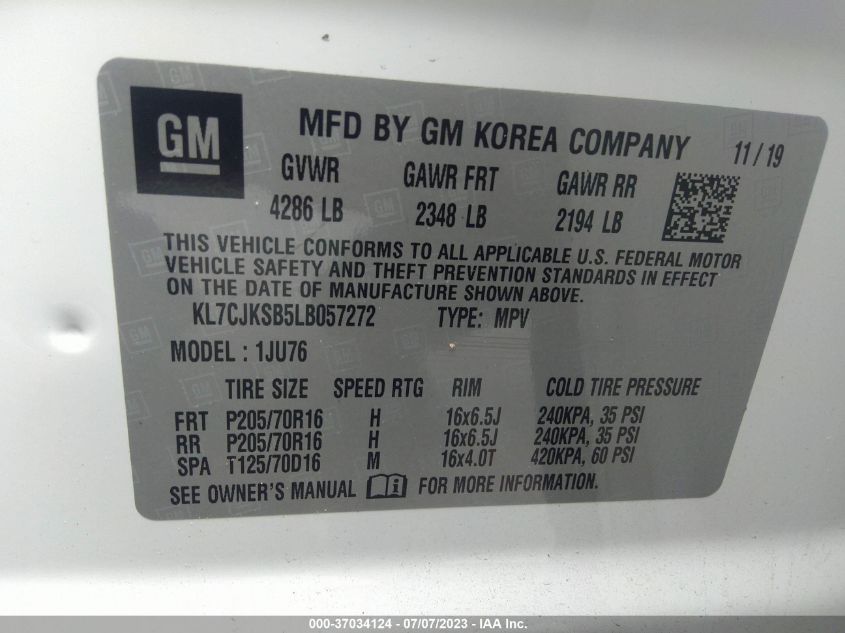 GM
MFD BY GM KOREA COMPANY 11/19
GVWR GAWR FRT GAWR RR
4286 LB 2348 LB 2194 LB
THIS VEHICLE CONFORMS TO ALL APPLICABLE U.S. FEDERAL MOTOR
VEHICLE SAFETY AND THEFT PREVENTION STANDARDS IN EFFECT
ON THE DATE OF MANUFACTURE SHOWN ABOVE.
KL7CJKSB5LB057272 TYPE: MPV
MODEL : 1JU76
TIRE SIZE SPEED RTG RIM COLD TIRE PRESSURE
FRT P205/70R16 H 16x6.5J 240KPA, 35 PSI
RR P205/70R16 H 16x6.5J 240KPA, 35 PSI
SPA T125/70D16 M 16x4.0T 420KPA, 60 PSI
SEE OWNER'S MANUAL FOR MORE INFORMATION.
000-37034124 - 07/07/2023 - IAA Inc.